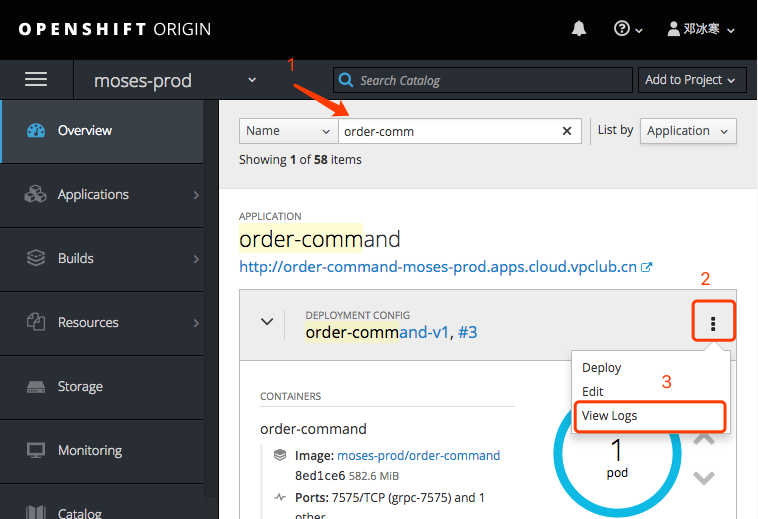 OPENSHIFT ORIGIN
邓冰寒
1
moses-prod
Search Catalog
Add to Project
Overview
Name
order-comm
List by
Application
Showing 1 of 58 items
Applications
APPLICATION
order-command
Builds
http://order-command-moses-prod.apps.cloud.vpclub.cn
2
DEPLOYMENT CONFIG
order-command-v1, #3
Resources
Deploy
Edit
3
View Logs
Storage
CONTAINERS
order-command
Monitoring
Image: moses-prod/order-command
8ed1ce6 582.6 MiB
Ports: 7575/TCP (grpc-7575) and 1
other
1
pod
Catalog